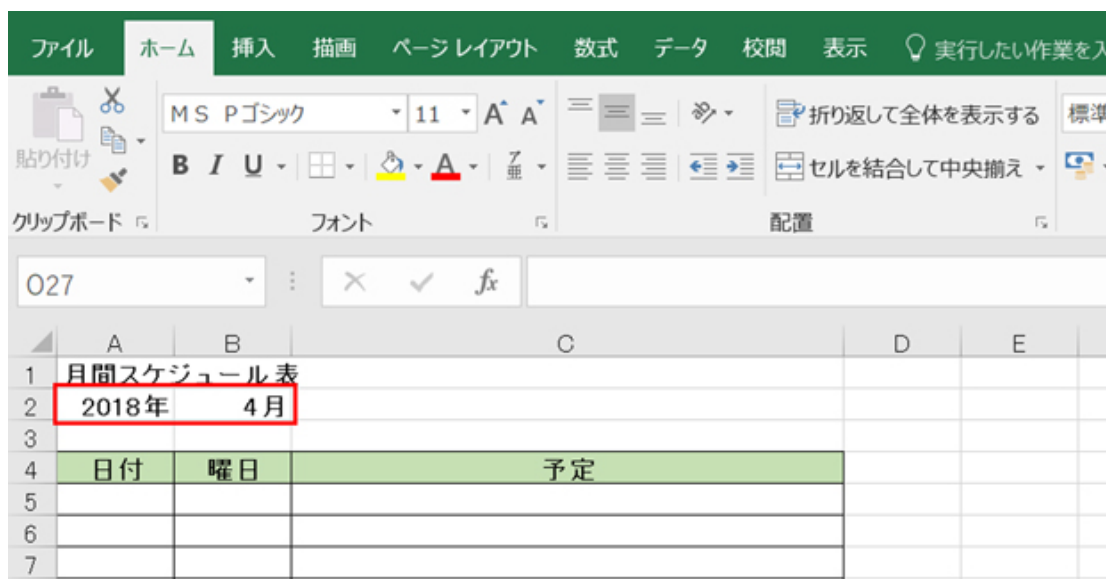 ファイル ホーム 挿入 描画 ページ レイアウト 数式 データ 校閲 表示 実行したい作業を入
MS Pゴシック 11 A A 折り返して全体を表示する 標準
貼り付け B I U A ア亜 セルを結合して中央揃え
クリップボード フォント 配置
O27 fx
A B C D E
1 月間スケジュール表
2 2018年 4月
3
4 日付 曜日 予定
5
6
7